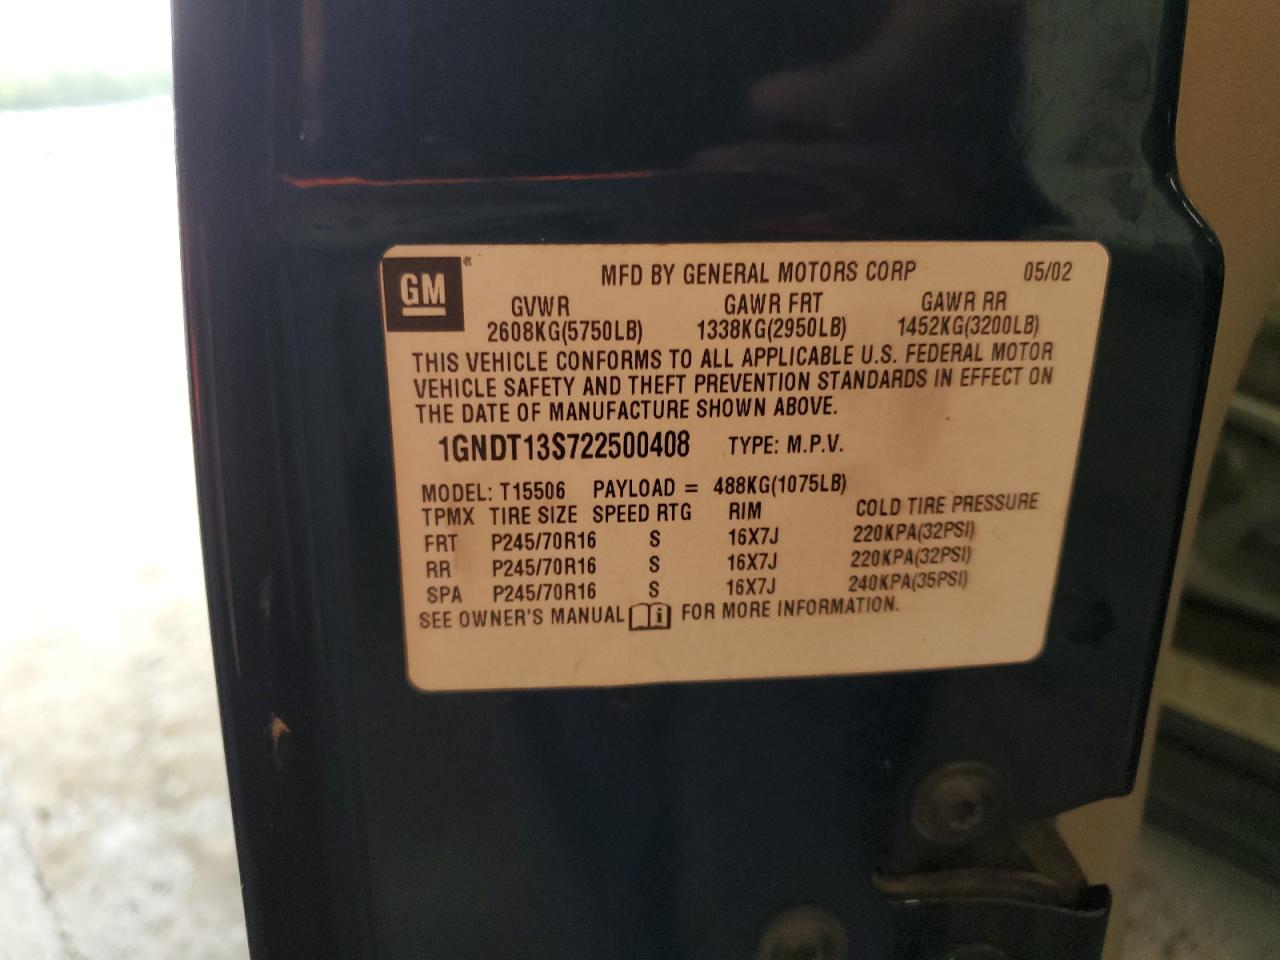 GM ®
MFD BY GENERAL MOTORS CORP 05/02
GVWR GAWR FRT GAWR RR
2608KG(5750LB) 1338KG(2950LB) 1452KG(3200LB)
THIS VEHICLE CONFORMS TO ALL APPLICABLE U.S. FEDERAL MOTOR
VEHICLE SAFETY AND THEFT PREVENTION STANDARDS IN EFFECT ON
THE DATE OF MANUFACTURE SHOWN ABOVE.
1GNDT13S722500408 TYPE: M.P.V.
MODEL: T15506 PAYLOAD = 488KG(1075LB)
TPMX TIRE SIZE SPEED RTG RIM COLD TIRE PRESSURE
FRT P245/70R16 S 16X7J 220KPA(32PSI)
RR P245/70R16 S 16X7J 220KPA(32PSI)
SPA P245/70R16 S 16X7J 240KPA(35PSI)
SEE OWNER'S MANUAL i FOR MORE INFORMATION.